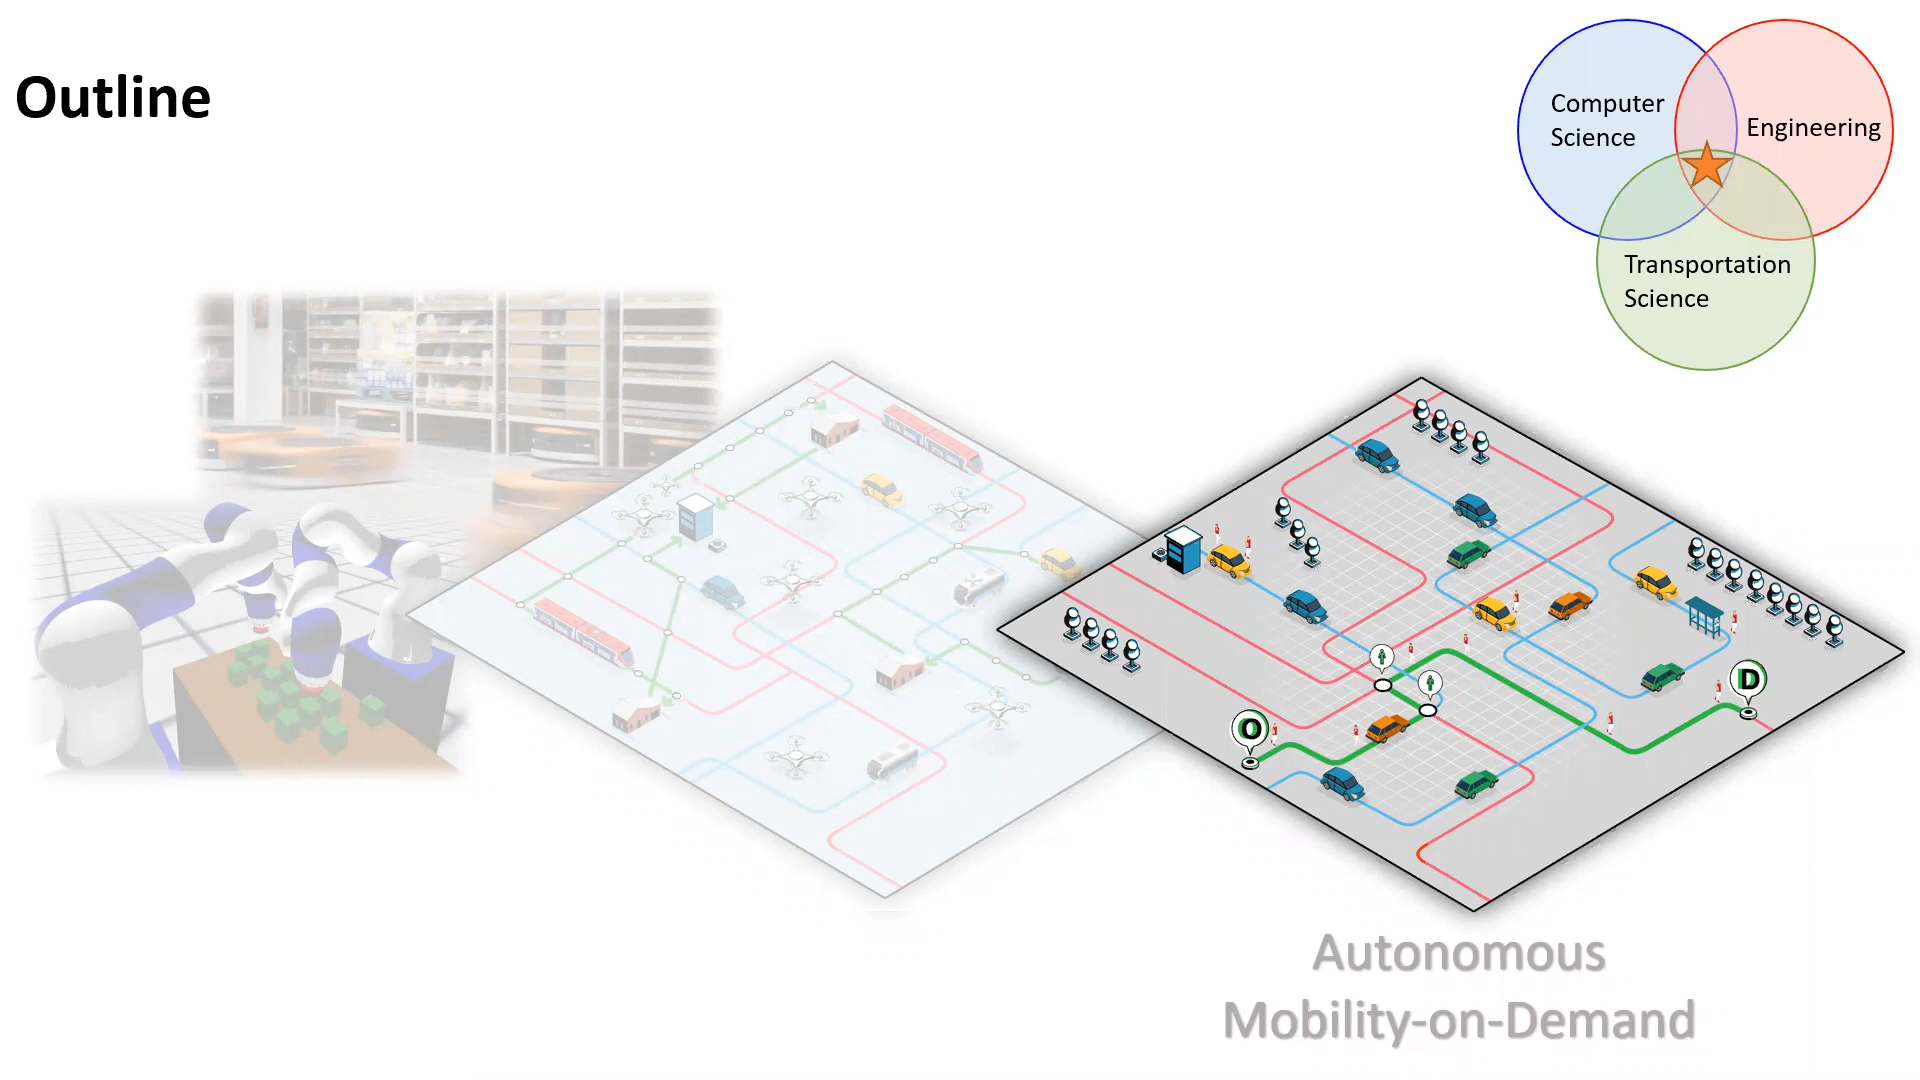 Outline
Computer
Science
Engineering
Transportation
Science
O
D
Autonomous
Mobility-on-Demand